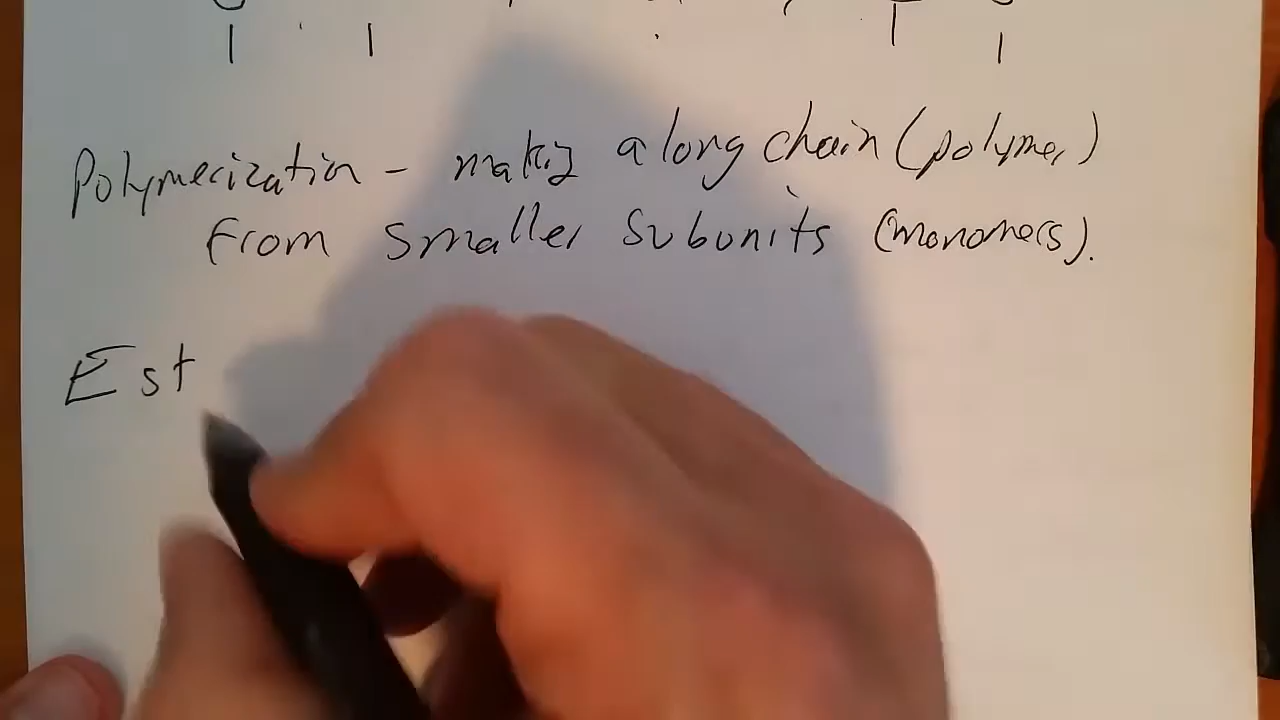 Polymerization - making a long chain (polymer)
from smaller subunits (monomers).
Est